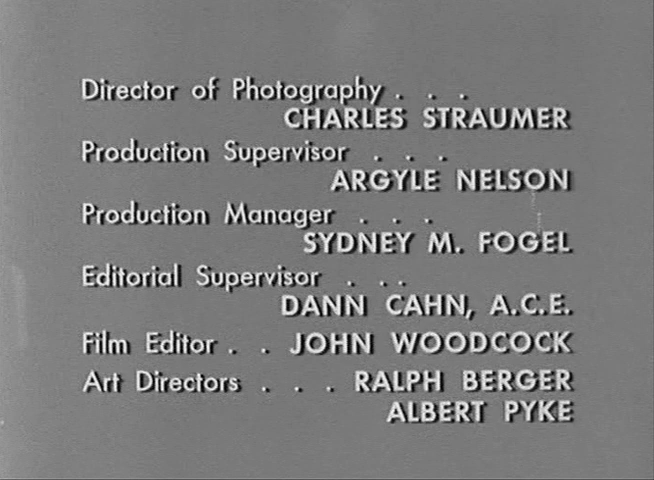 Director of Photography . . .
CHARLES STRAUMER
Production Supervisor . . .
ARGYLE NELSON
Production Manager . . .
SYDNEY M. FOGEL
Editorial Supervisor . . .
DANN CAHN, A.C.E.
Film Editor . . JOHN WOODCOCK
Art Directors . . . RALPH BERGER
ALBERT PYKE